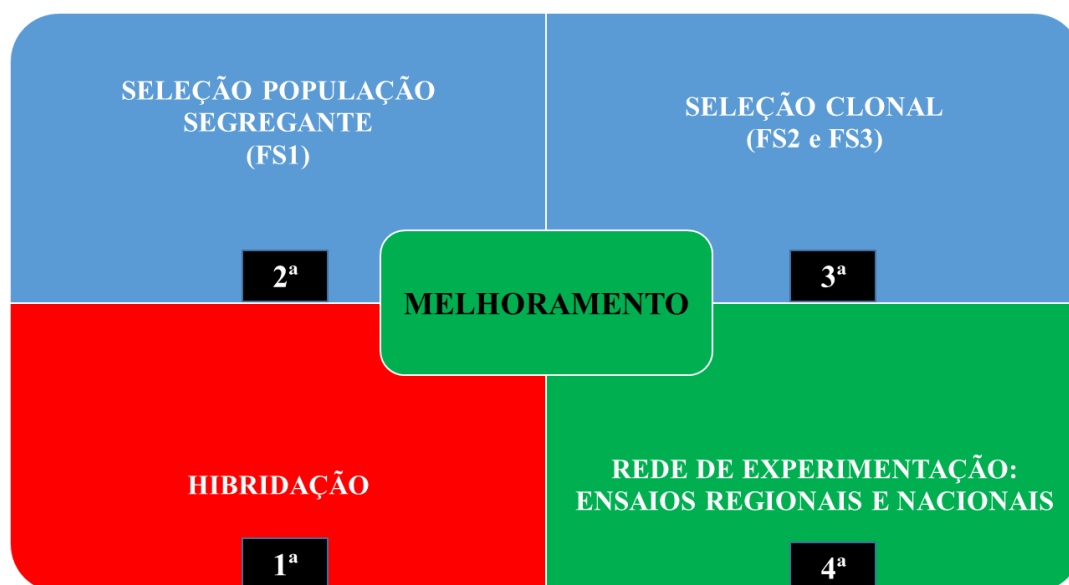 SELEÇÃO POPULAÇÃO
SEGREGANTE
(FS1)
2ª
SELEÇÃO CLONAL
(FS2 e FS3)
3ª
MELHORAMENTO
HIBRIDAÇÃO
1ª
REDE DE EXPERIMENTAÇÃO:
ENSAIOS REGIONAIS E NACIONAIS
4ª